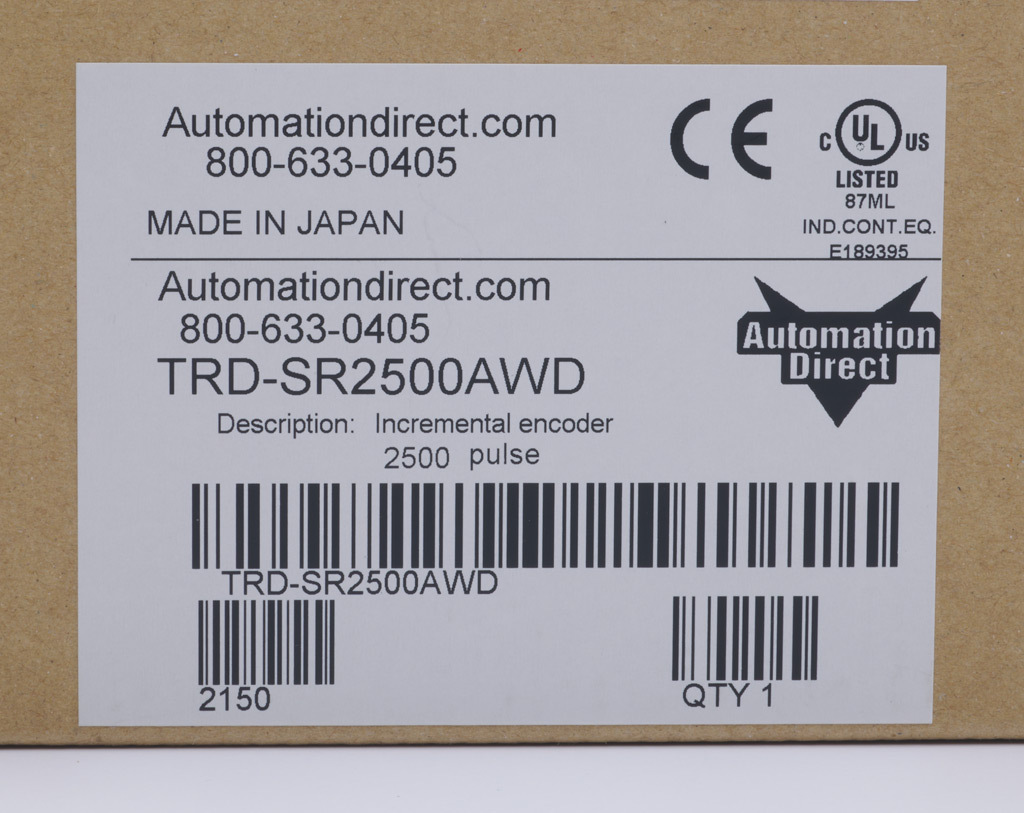 Automationdirect.com
800-633-0405
MADE IN JAPAN
CE
C UL US
LISTED
87ML
IND.CONT.EQ.
E189395
Automationdirect.com
800-633-0405
TRD-SR2500AWD
Description: Incremental encoder
2500 pulse
Automation
Direct
TRD-SR2500AWD
2150
QTY 1